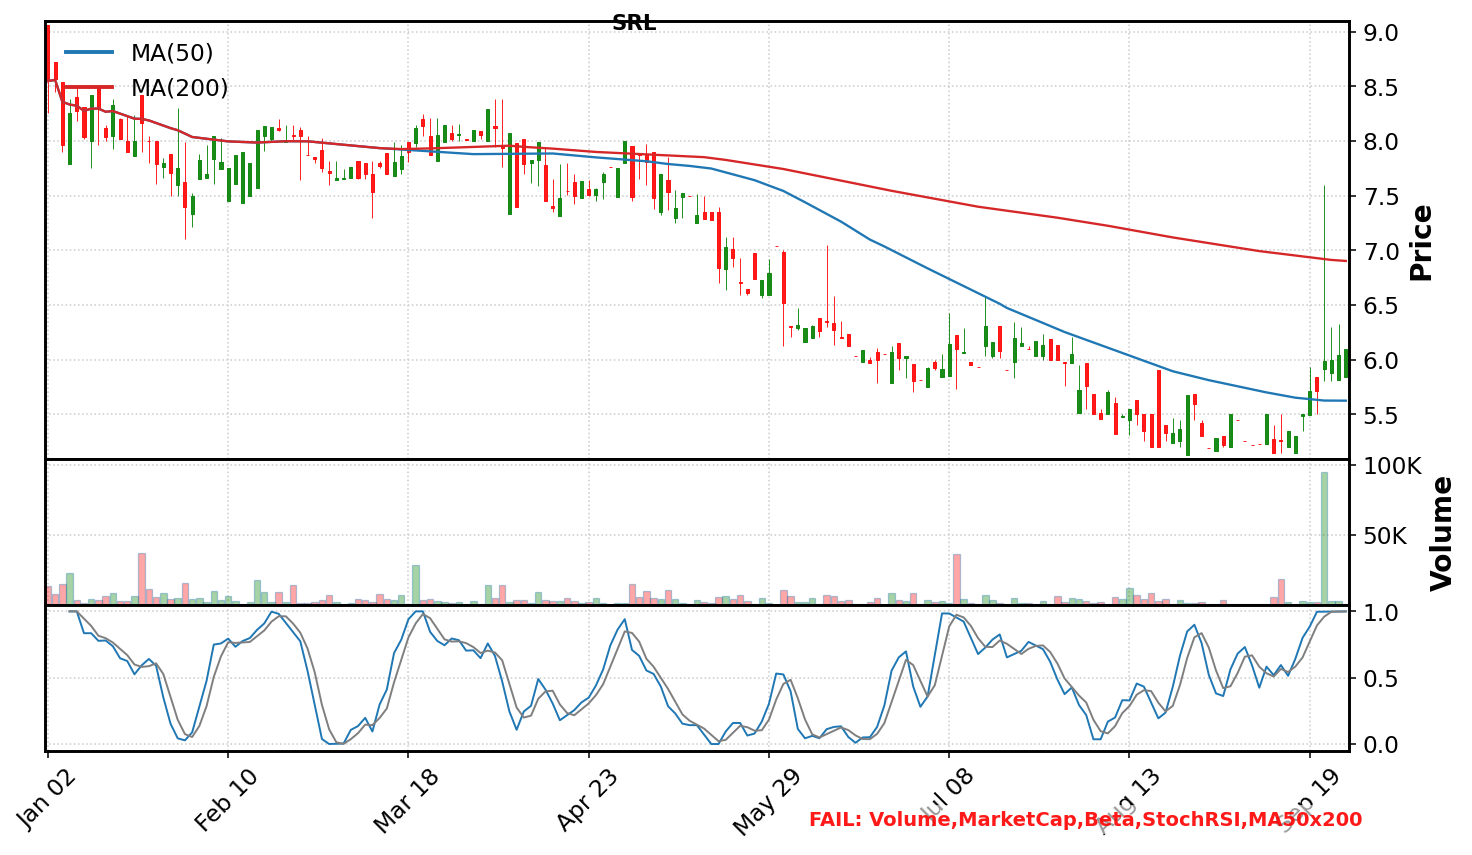 SRL
MA(50)
MA(200)
9.0
8.5
8.0
7.5
7.0
6.5
6.0
5.5
Price
100K
50K
Volume
1.0
0.5
0.0
Jan 02
Feb 10
Mar 18
Apr 23
May 29
Jul 08
Aug 13
Sep 19
FAIL: Volume,MarketCap,Beta,StochRSI,MA50x200